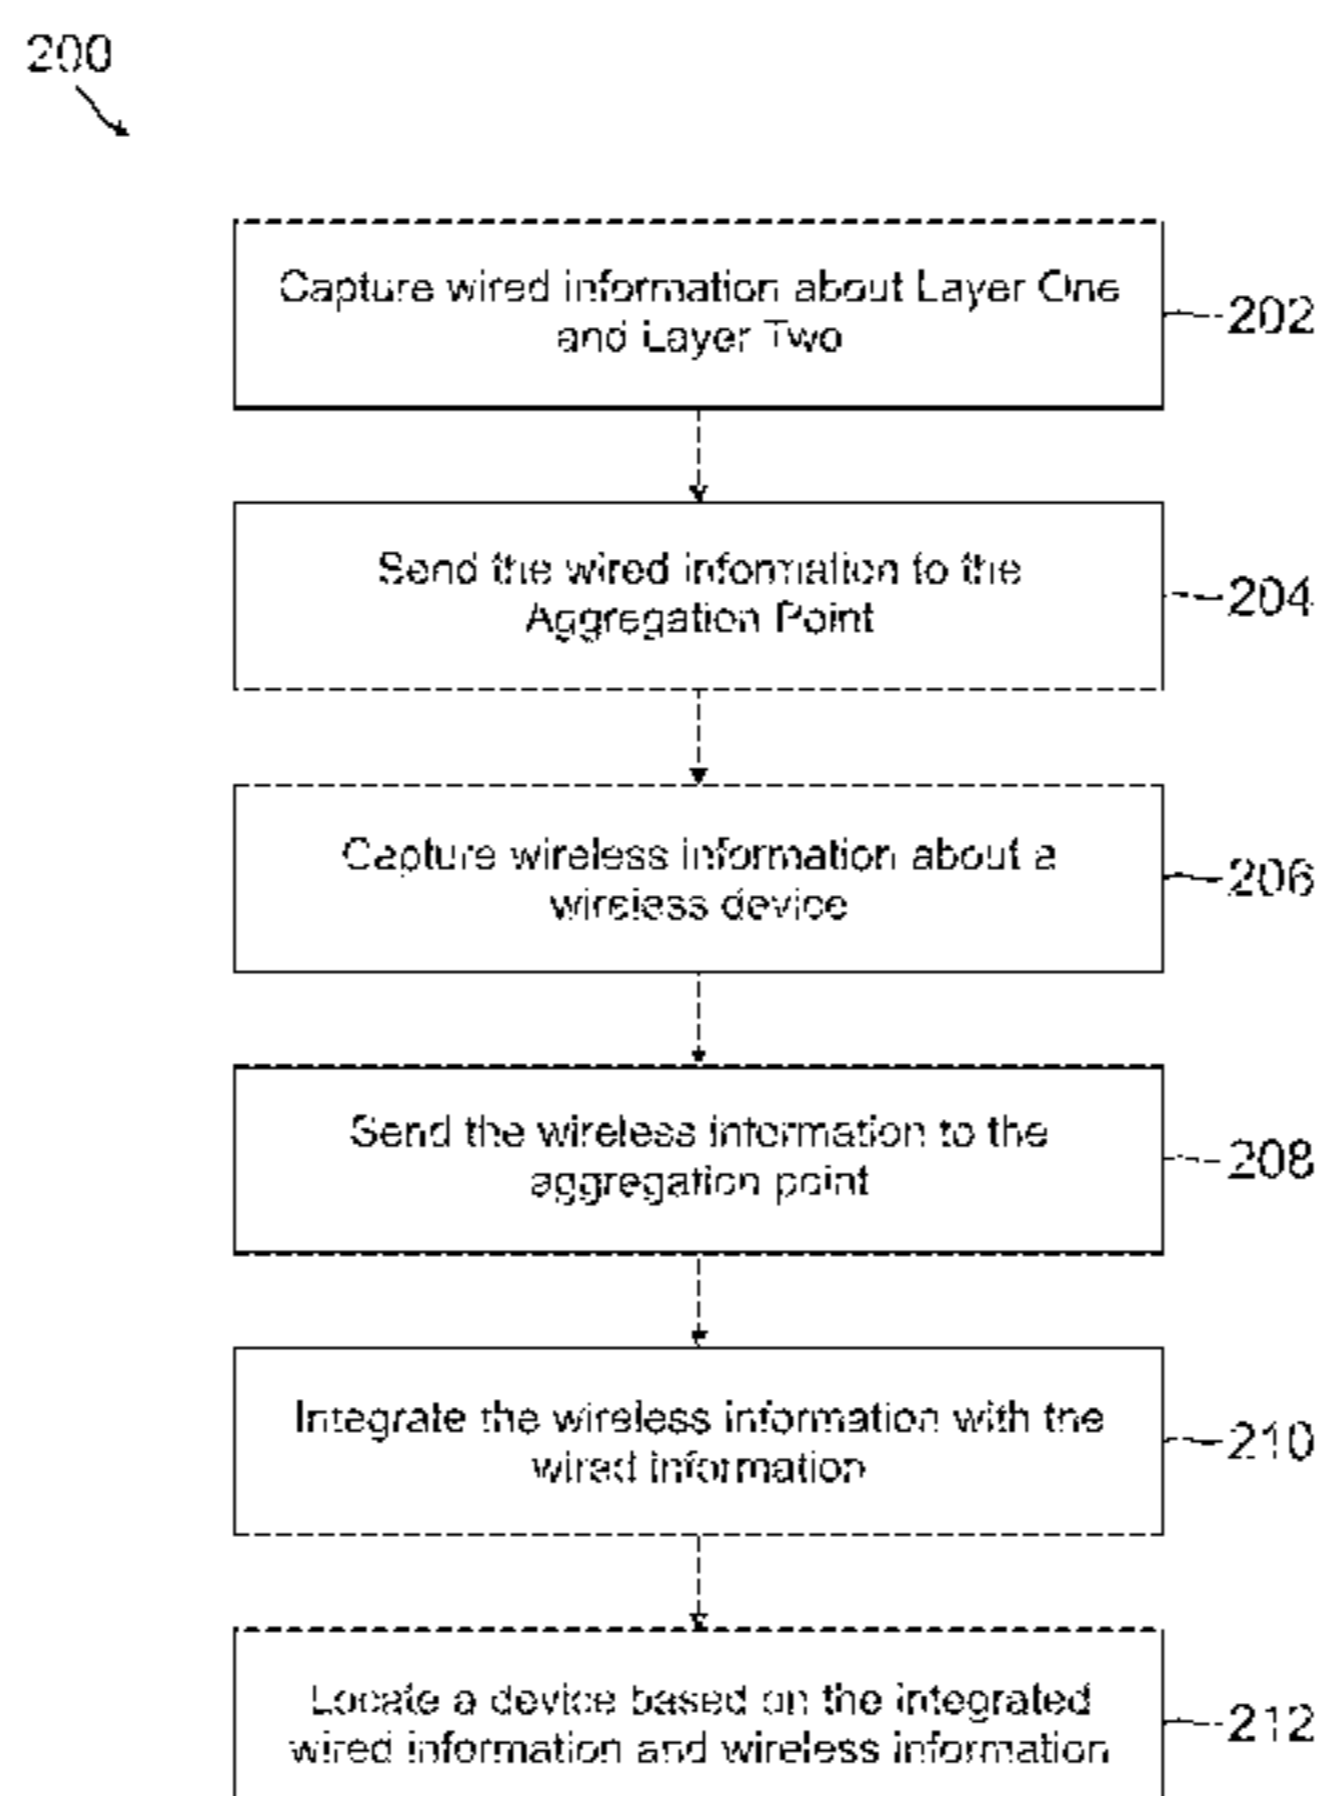 200
Capture wired information about Layer One
and Layer Two
202
Send the wired information to the
Aggregation Point
204
Capture wireless information about a
wireless device
206
Send the wireless information to the
aggregation point
208
Integrate the wireless information with the
wired information
210
Locate a device based on the integrated
wired information and wireless information
212